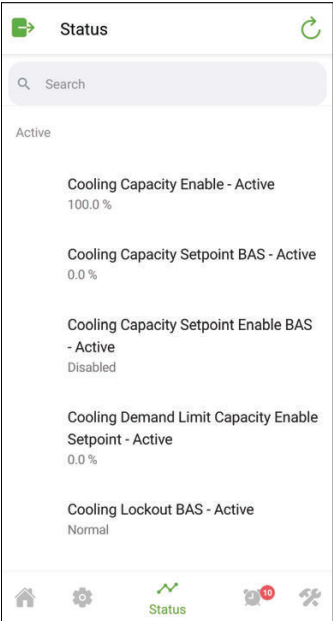 Status
Search
Active
Cooling Capacity Enable - Active
100.0 %
Cooling Capacity Setpoint BAS - Active
0.0 %
Cooling Capacity Setpoint Enable BAS
- Active
Disabled
Cooling Demand Limit Capacity Enable
Setpoint - Active
0.0 %
Cooling Lockout BAS - Active
Normal
10
Status